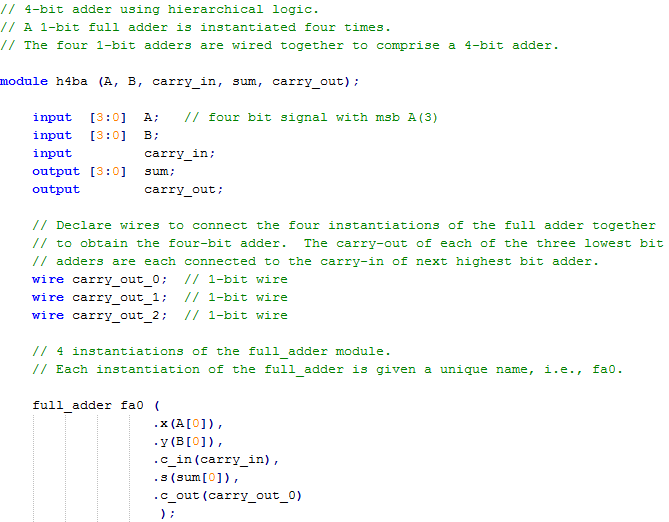 // 4-bit adder using hierarchical logic.
// A 1-bit full adder is instantiated four times.
// The four 1-bit adders are wired together to comprise a 4-bit adder.
module h4ba (A, B, carry_in, sum, carry_out);
input [3:0] A; // four bit signal with msb A(3)
input [3:0] B;
input carry_in;
output [3:0] sum;
output carry_out;
// Declare wires to connect the four instantiations of the full adder together
// to obtain the four-bit adder. The carry-out of each of the three lowest bit
// adders are each connected to the carry-in of next highest bit adder.
wire carry_out_0; // 1-bit wire
wire carry_out_1; // 1-bit wire
wire carry_out_2; // 1-bit wire
// 4 instantiations of the full_adder module.
// Each instantiation of the full_adder is given a unique name, i.e., fa0.
full_adder fa0 (
.x(A[0]),
.y(B[0]),
.c_in(carry_in),
.s(sum[0]),
.c_out(carry_out_0)
);